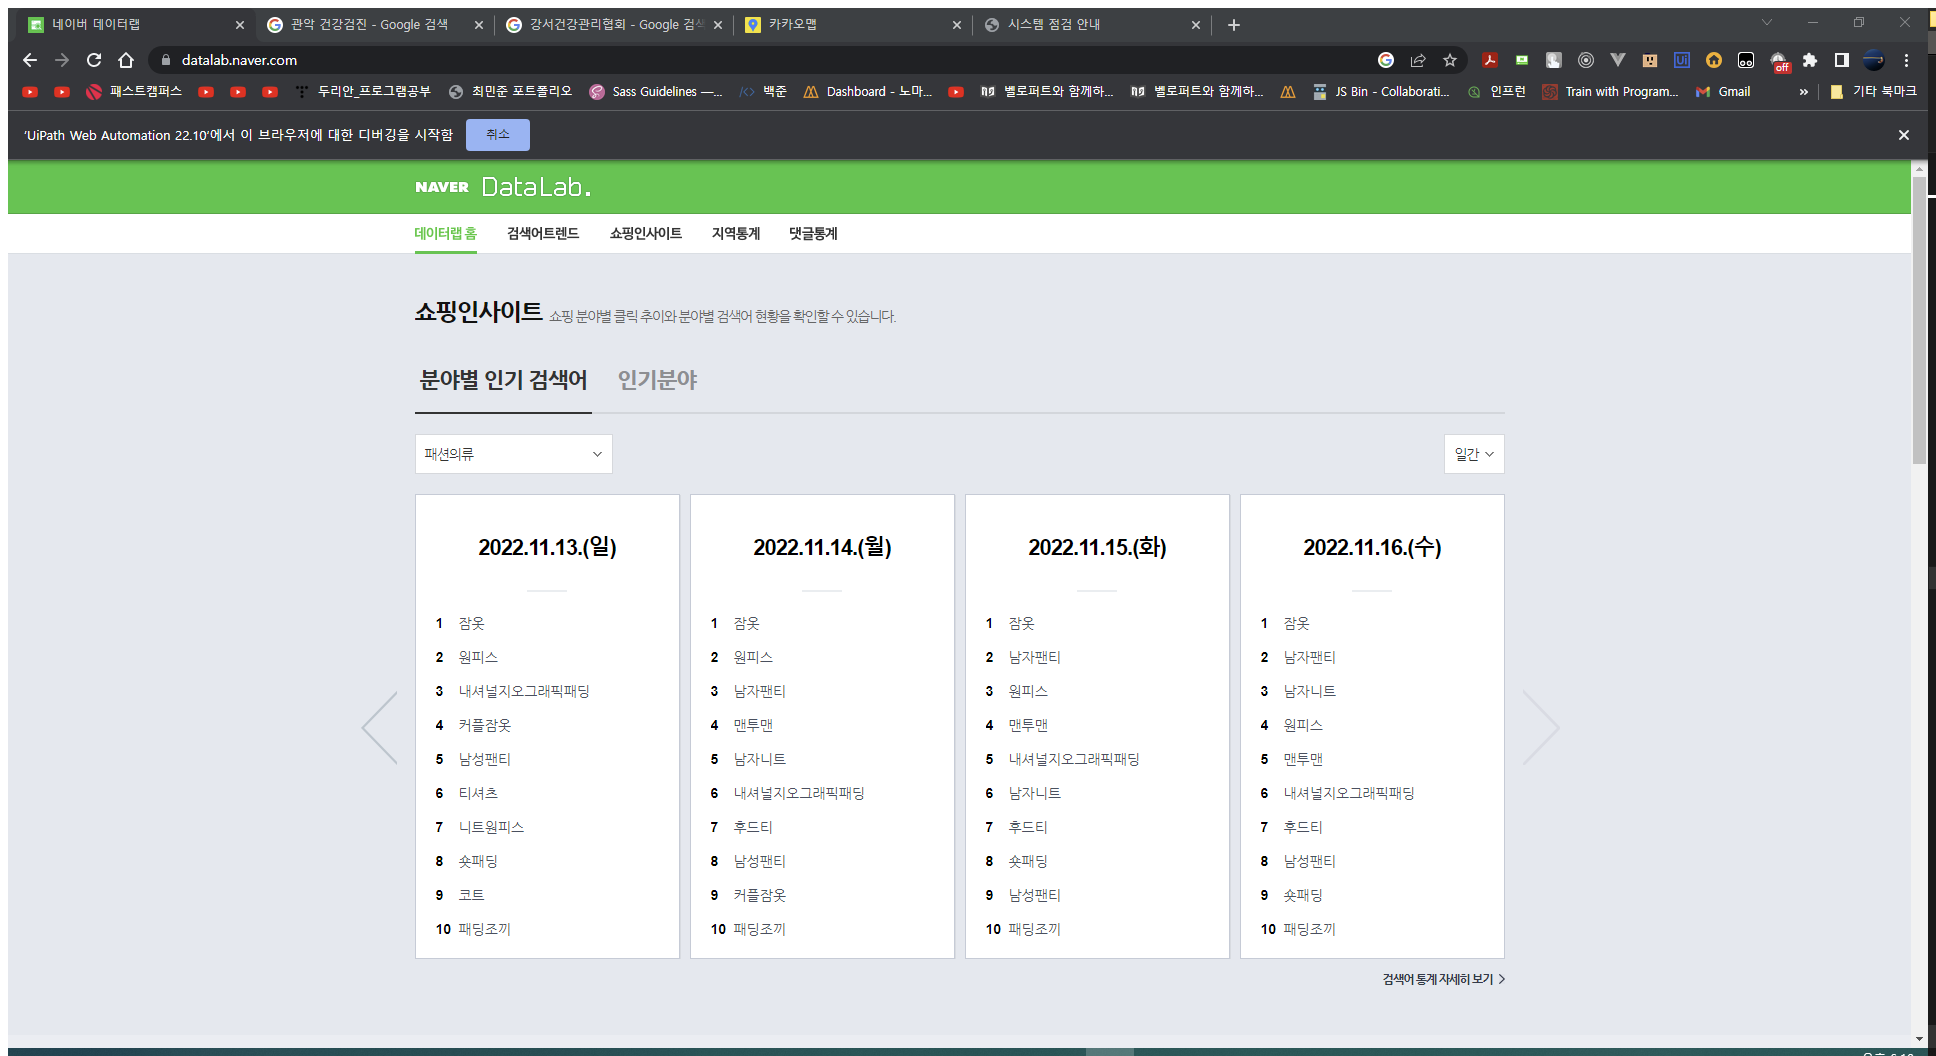 네이버 데이터랩
관악 건강검진 - Google 검색
강서건강관리협회 - Google 검색
카카오맵
시스템 점검 안내
datalab.naver.com
off
패스트캠퍼스
두리안_프로그램공부
최민준 포트폴리오
Sass Guidelines —...
백준
Dashboard - 노마...
벨로퍼트와 함께하...
벨로퍼트와 함께하...
JS Bin - Collaborati...
인프런
Train with Program...
Gmail
»
기타 북마크
'UiPath Web Automation 22.10'에서 이 브라우저에 대한 디버깅을 시작함
취소
NAVER DataLab.
데이터랩 홈
검색어트렌드
쇼핑인사이트
지역통계
댓글통계
쇼핑인사이트 쇼핑 분야별 클릭 추이와 분야별 검색어 현황을 확인할 수 있습니다.
분야별 인기 검색어
인기분야
패션의류
일간
2022.11.13.(일)
1 잠옷
2 원피스
3 내셔널지오그래픽패딩
4 커플잠옷
5 남성팬티
6 티셔츠
7 니트원피스
8 숏패딩
9 코트
10 패딩조끼
2022.11.14.(월)
1 잠옷
2 원피스
3 남자팬티
4 맨투맨
5 남자니트
6 내셔널지오그래픽패딩
7 후드티
8 남성팬티
9 커플잠옷
10 패딩조끼
2022.11.15.(화)
1 잠옷
2 남자팬티
3 원피스
4 맨투맨
5 내셔널지오그래픽패딩
6 남자니트
7 후드티
8 숏패딩
9 남성팬티
10 패딩조끼
2022.11.16.(수)
1 잠옷
2 남자팬티
3 남자니트
4 원피스
5 맨투맨
6 내셔널지오그래픽패딩
7 후드티
8 남성팬티
9 숏패딩
10 패딩조끼
검색어 통계 자세히 보기 >